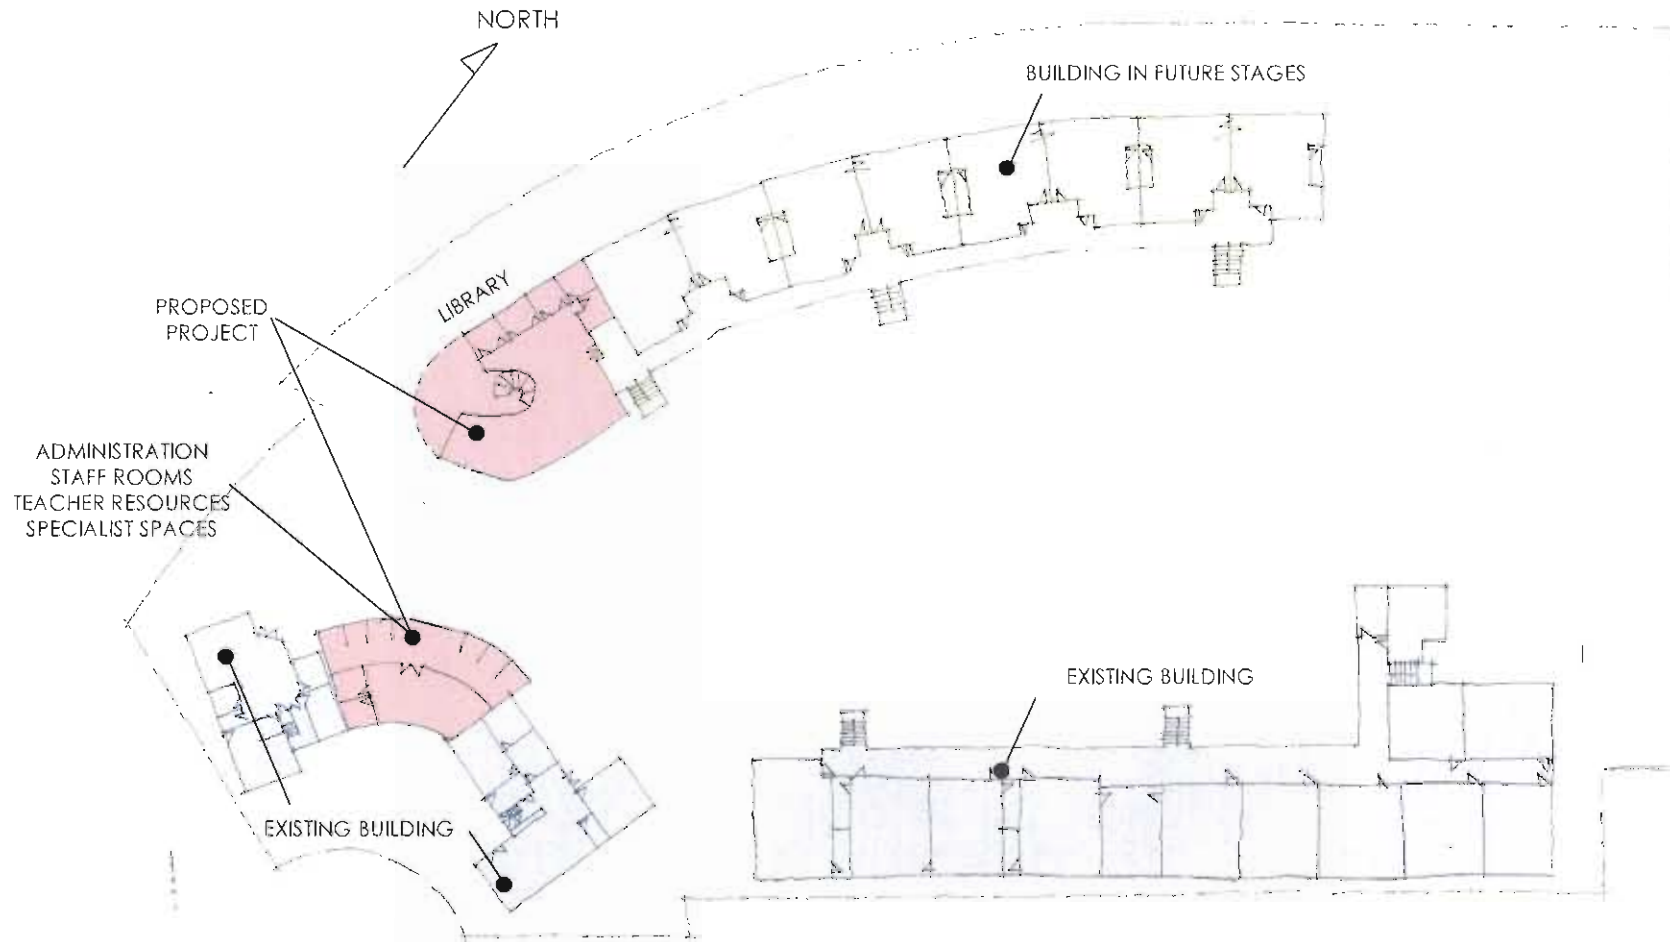 NORTH
BUILDING IN FUTURE STAGES
LIBRARY
PROPOSED
PROJECT
ADMINISTRATION
STAFF ROOMS
TEACHER RESOURCES
SPECIALIST SPACES
EXISTING BUILDING
EXISTING BUILDING